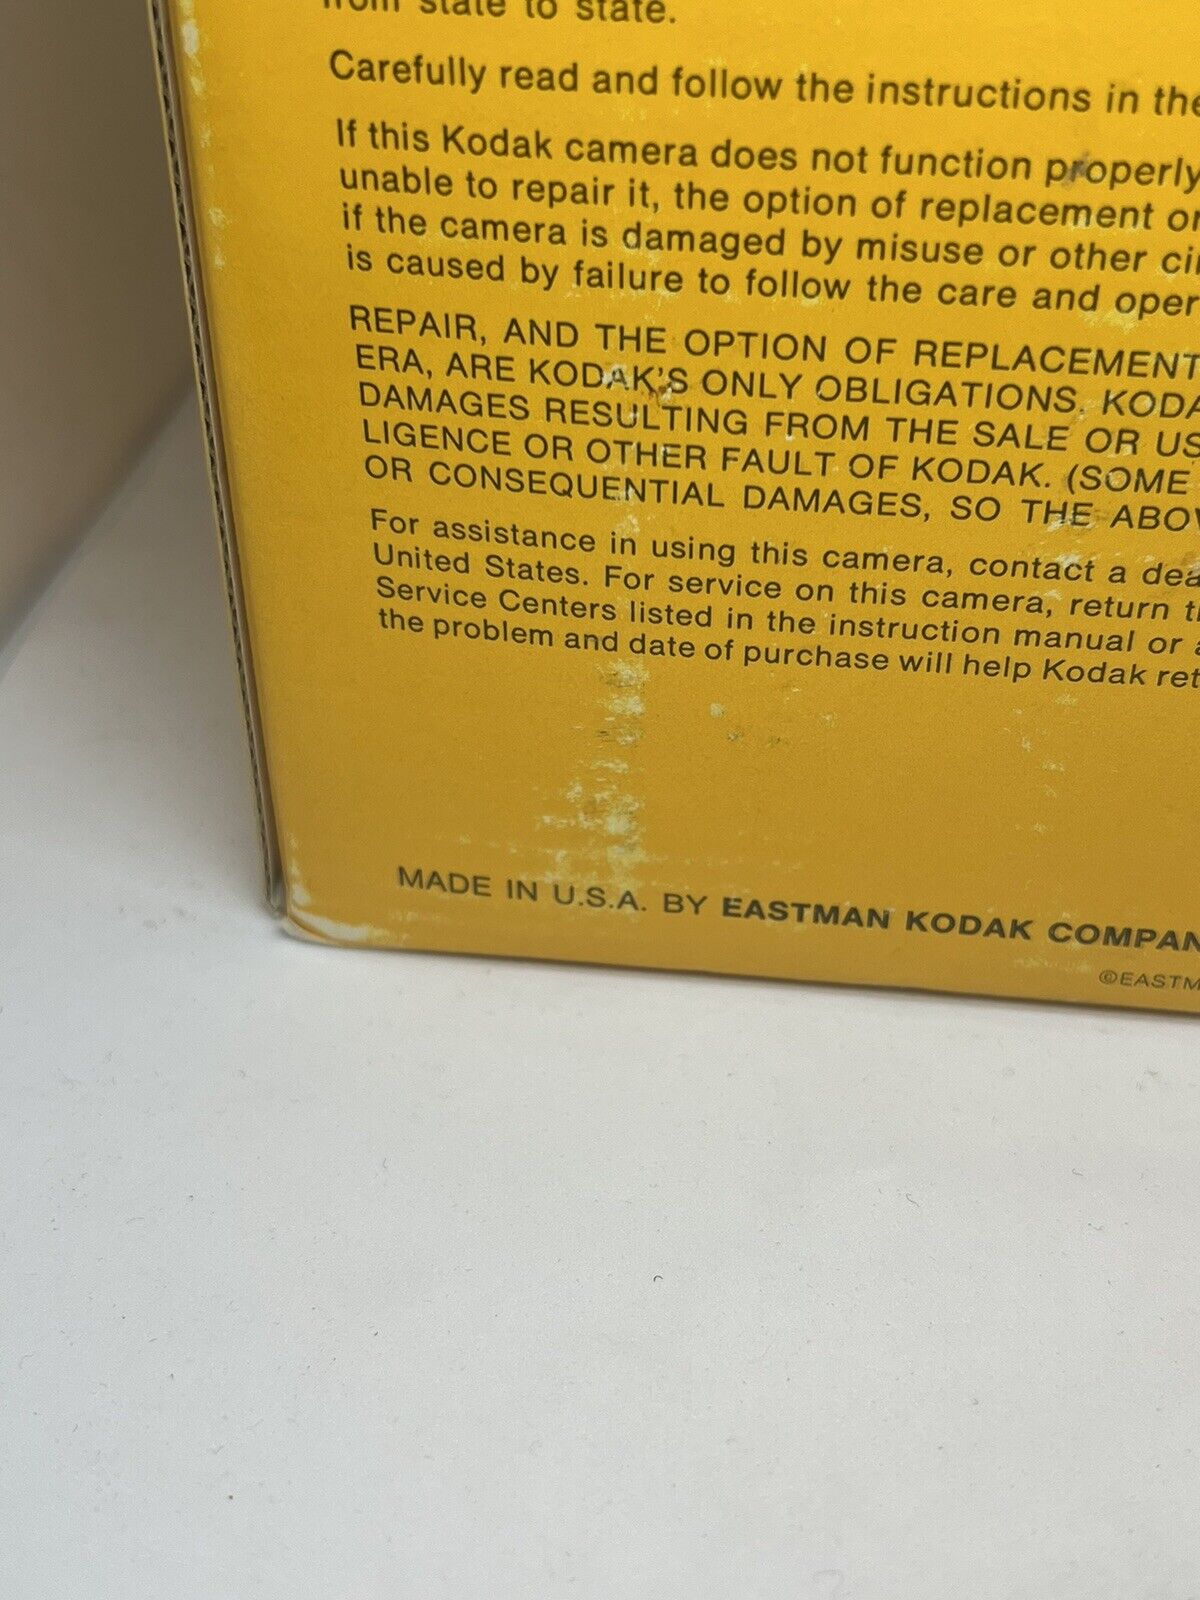 from state to state.
Carefully read and follow the instructions in the
If this Kodak camera does not function properly
unable to repair it, the option of replacement or
if the camera is damaged by misuse or other
is caused by failure to follow the care and
REPAIR, AND THE OPTION OF REPLACEMENT
ERA, ARE KODAK'S ONLY OBLIGATIONS. KODA
DAMAGES RESULTING FROM THE SALE OR US
LIGENCE OR OTHER FAULT OF KODAK. (SOME
OR CONSEQUENTIAL DAMAGES, SO THE ABOV
For assistance in using this camera, contact a dea
United States. For service on this camera, return
Service Centers listed in the instruction manual or
the problem and date of purchase will help Kodak ret
MADE IN U.S.A. BY EASTMAN KODAK COMPAN
©EASTM